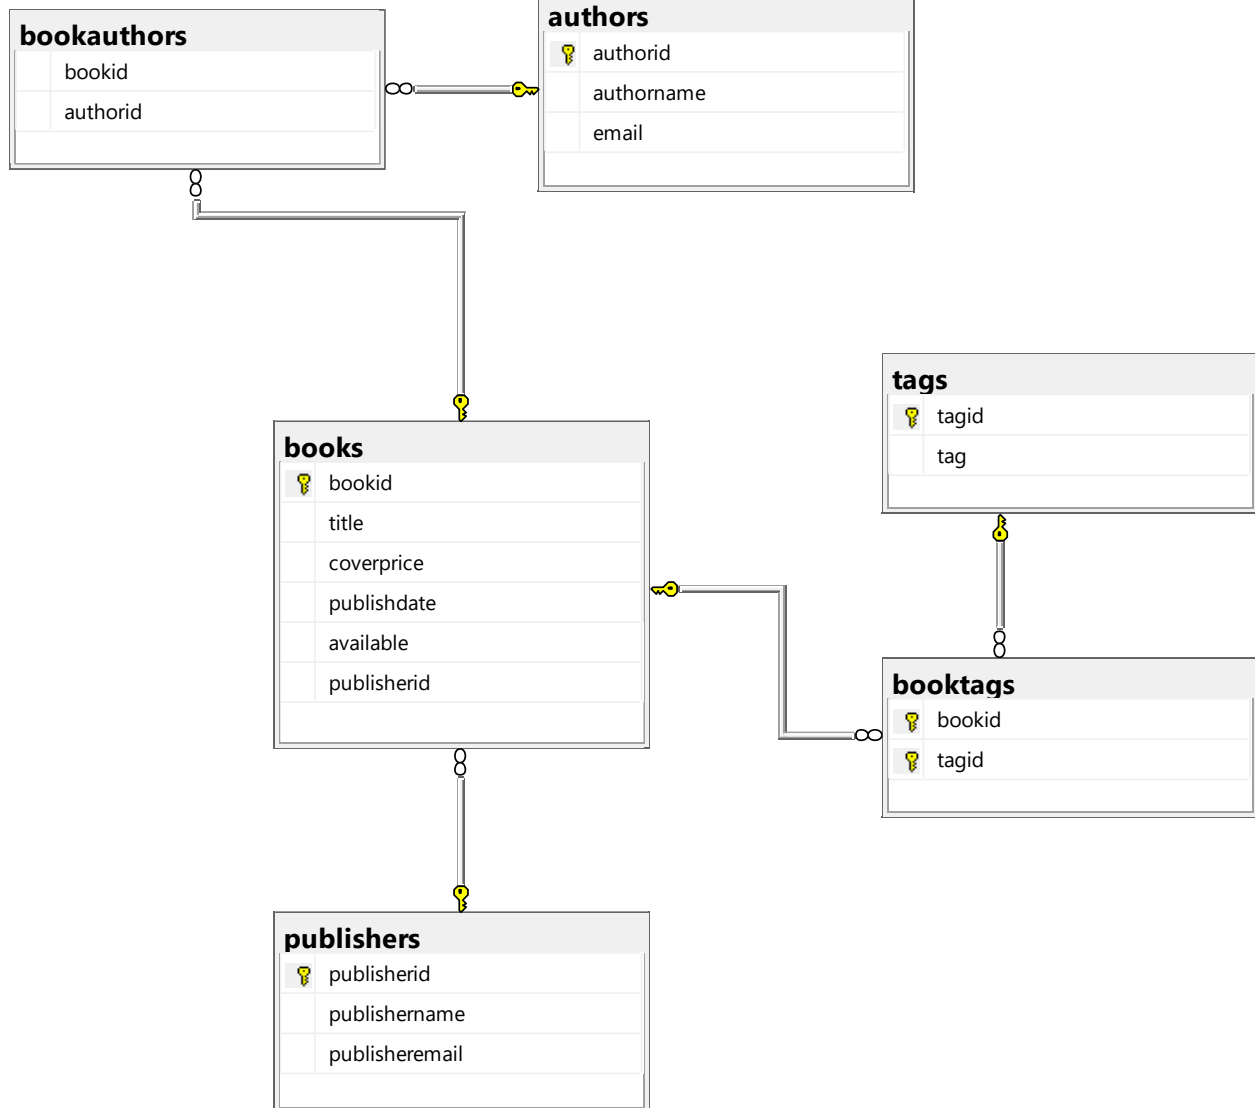 bookauthors
bookid
authorid
authors
authorid
authorname
email
books
bookid
title
coverprice
publishdate
available
publisherid
tags
tagid
tag
booktags
bookid
tagid
publishers
publisherid
publishername
publisheremail